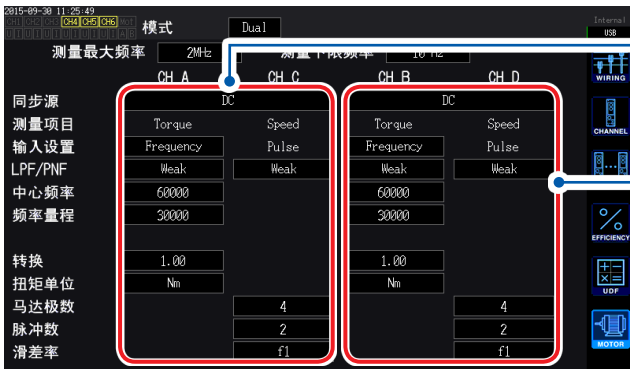 2015-09-30 11:25:49
CH1 CH2 CH3 CH4 CH5 CH6 Mot
模式 Dual
Internal
USB
测量最大频率 2MHz 测量下限频率 10 Hz
CH A CH C CH B CH D
WIRING
同步源 DC DC
测量项目 Torque Speed Torque Speed
CHANNEL
输入设置 Frequency Pulse Frequency Pulse
LPF/PNF Weak Weak Weak Weak
中心频率 60000 60000
频率量程 30000 30000
EFFICIENCY
转换 1.00 1.00
扭矩单位 Nm Nm
UDF
马达极数 4 4
脉冲数 2 2
MOTOR
滑差率 f1 f1